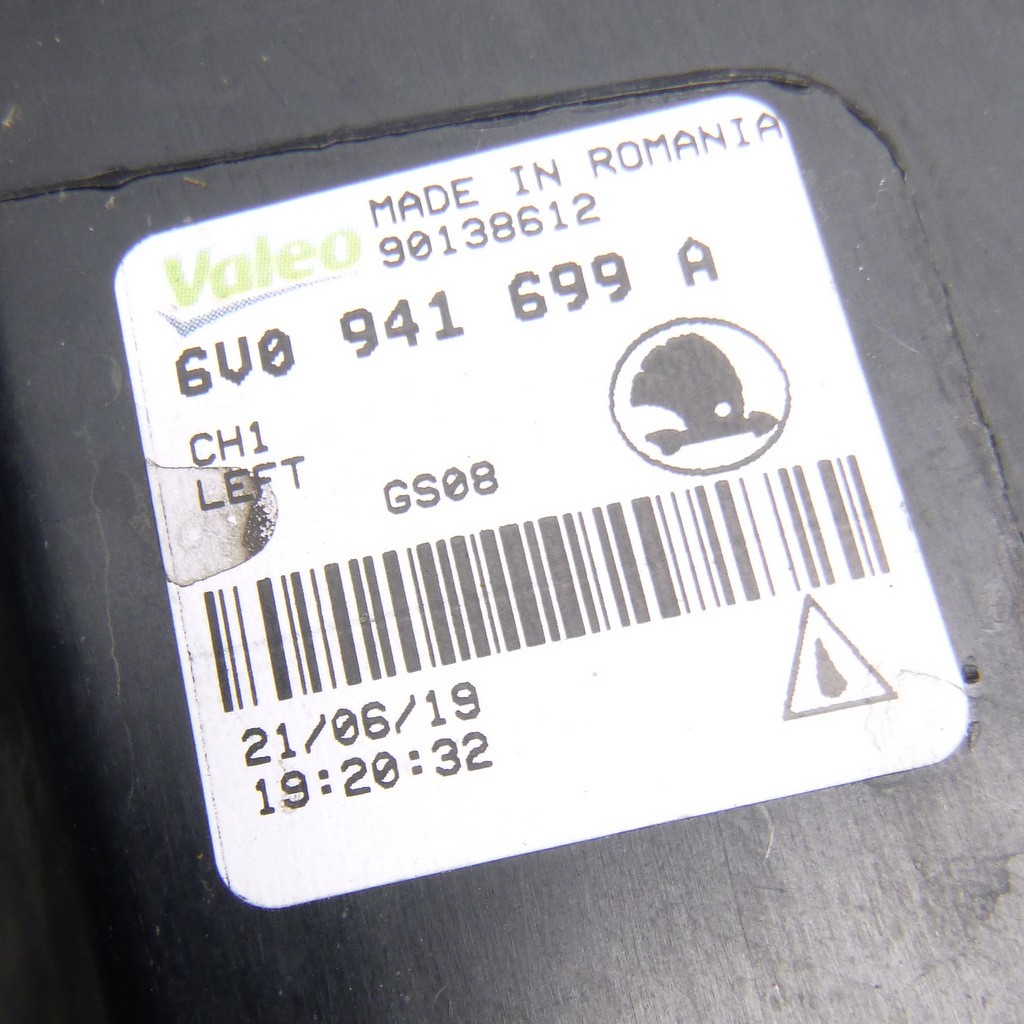 MADE IN ROMANIA
Valeo 90138612
6V0 941 699 A
CH1
LEFT GS08
21/06/19
19:20:32